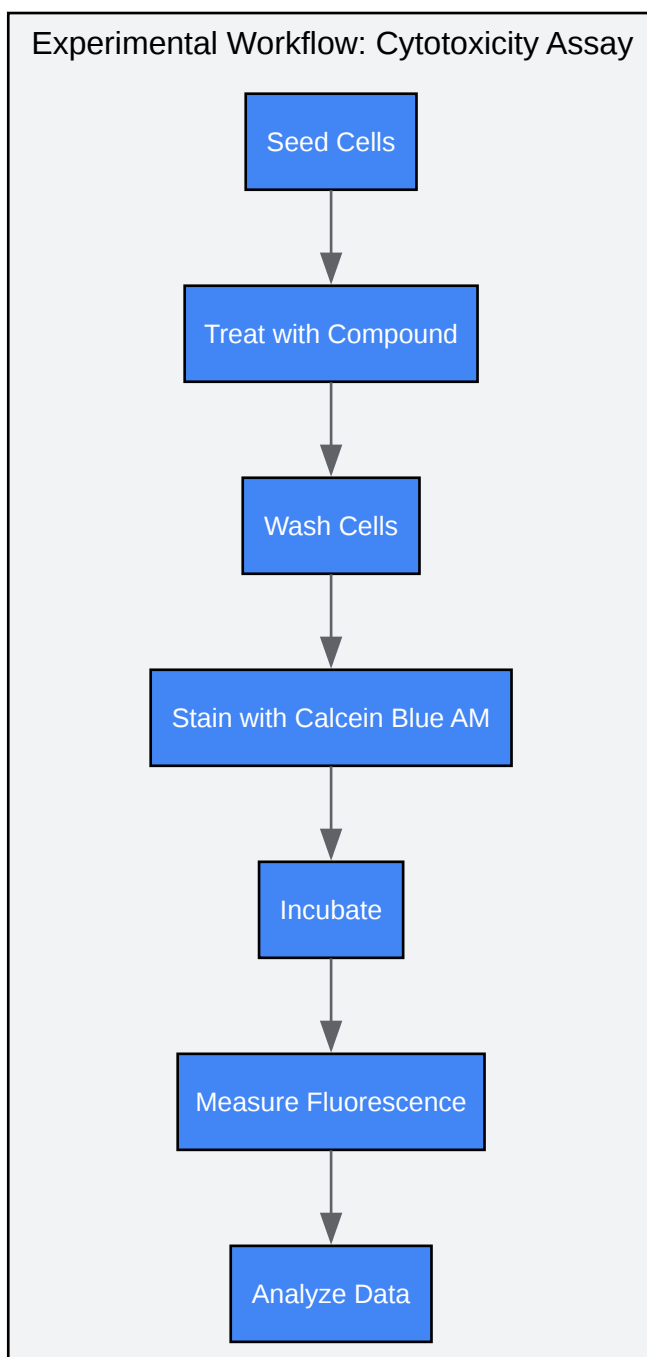 Experimental Workflow: Cytotoxicity Assay
Seed Cells
Treat with Compound
Wash Cells
Stain with Calcein Blue AM
Incubate
Measure Fluorescence
Analyze Data